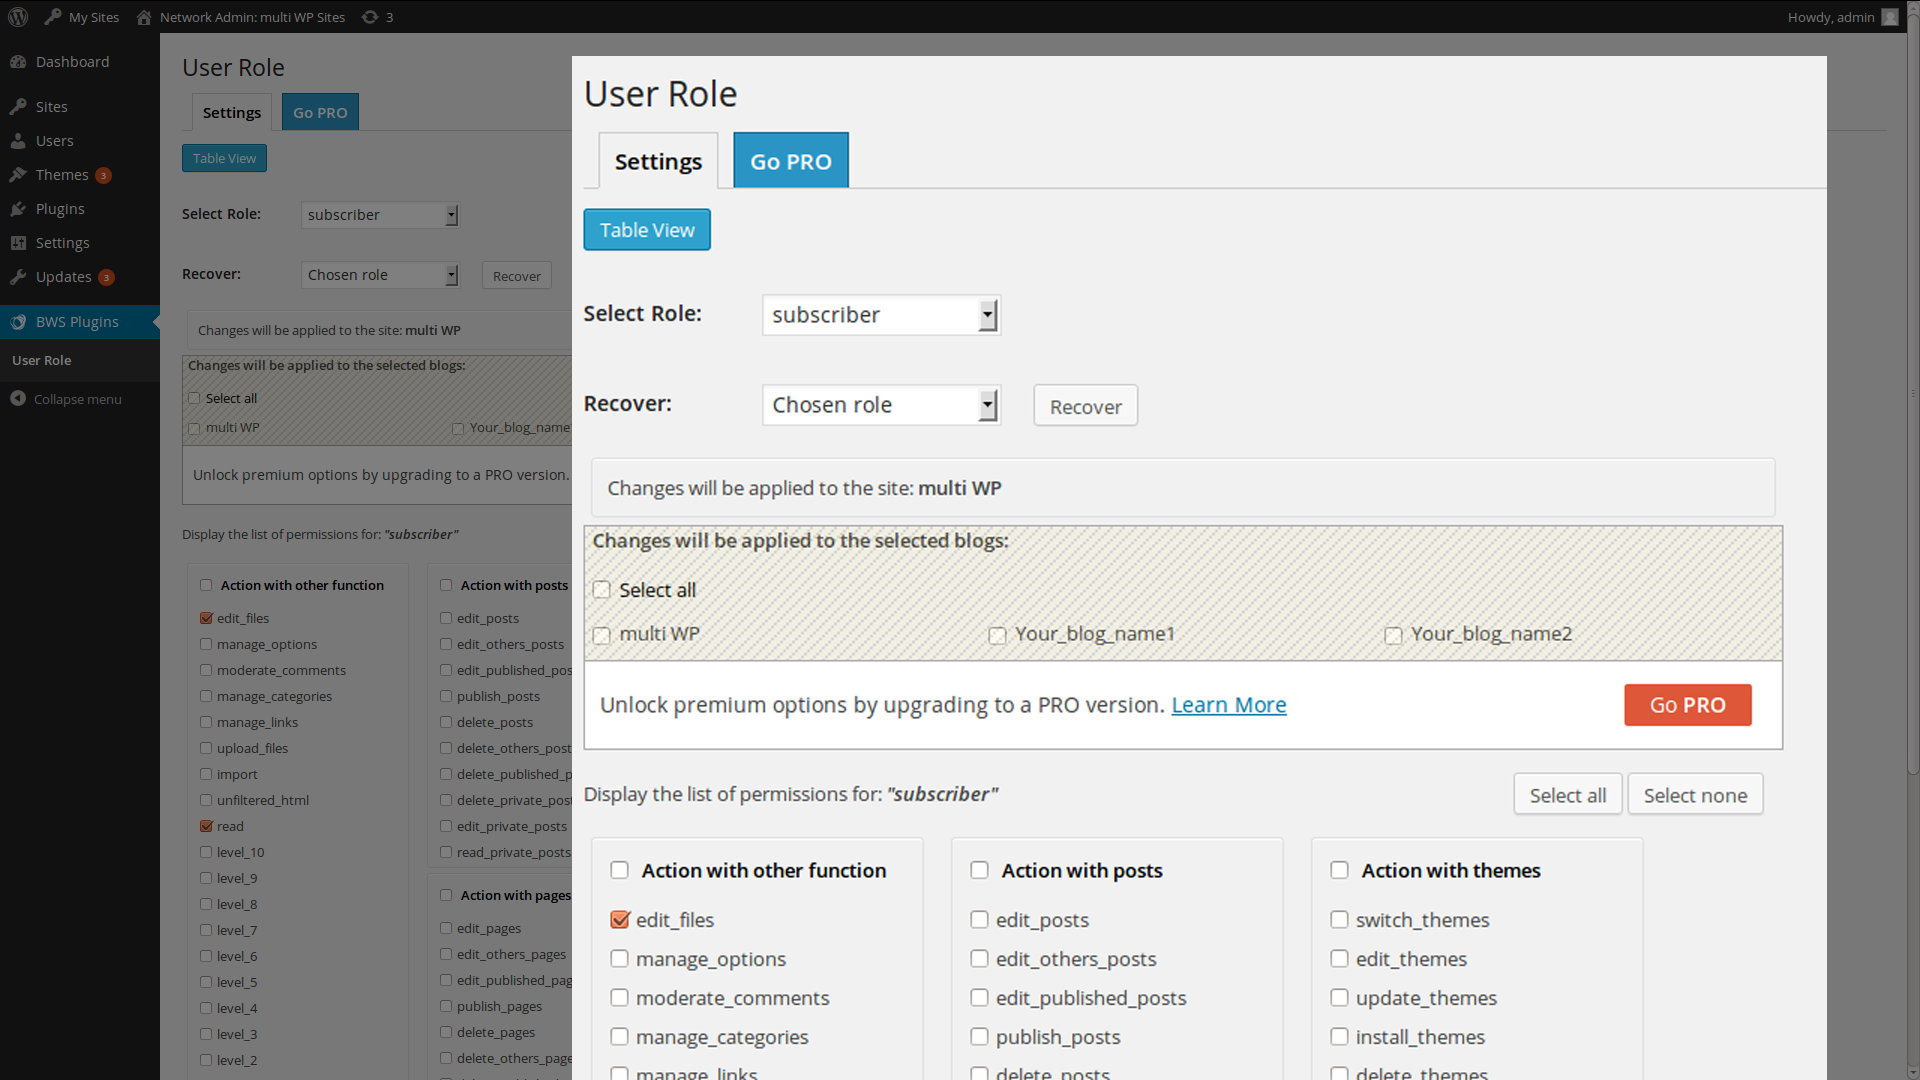 My Sites
Network Admin: multi WP Sites
3
Howdy, admin
Dashboard
Sites
Users
Themes 3
Plugins
Settings
Updates 3
BWS Plugins
User Role
Collapse menu
User Role
Settings
Go PRO
Table View
Select Role: subscriber
Recover: Chosen role Recover
Changes will be applied to the site: multi WP
Changes will be applied to the selected blogs:
Select all
multi WP Your_blog_name
Unlock premium options by upgrading to a PRO version.
Display the list of permissions for: "subscriber"
Action with other function
edit_files
manage_options
moderate_comments
manage_categories
manage_links
upload_files
import
unfiltered_html
read
level_10
level_9
level_8
level_7
level_6
level_5
level_4
level_3
level_2
Action with posts
edit_posts
edit_others_posts
edit_published_pos
publish_posts
delete_posts
delete_others_post
delete_published_p
delete_private_post
edit_private_posts
read_private_posts
Action with pages
edit_pages
edit_others_pages
edit_published_pag
publish_pages
delete_pages
delete_others_page
User Role
Settings
Go PRO
Table View
Select Role: subscriber
Recover: Chosen role Recover
Changes will be applied to the site: multi WP
Changes will be applied to the selected blogs:
Select all
multi WP Your_blog_name1 Your_blog_name2
Unlock premium options by upgrading to a PRO version. Learn More Go PRO
Display the list of permissions for: "subscriber" Select all Select none
Action with other function
edit_files
manage_options
moderate_comments
manage_categories
manage_links
Action with posts
edit_posts
edit_others_posts
edit_published_posts
publish_posts
delete_posts
Action with themes
switch_themes
edit_themes
update_themes
install_themes
delete_themes